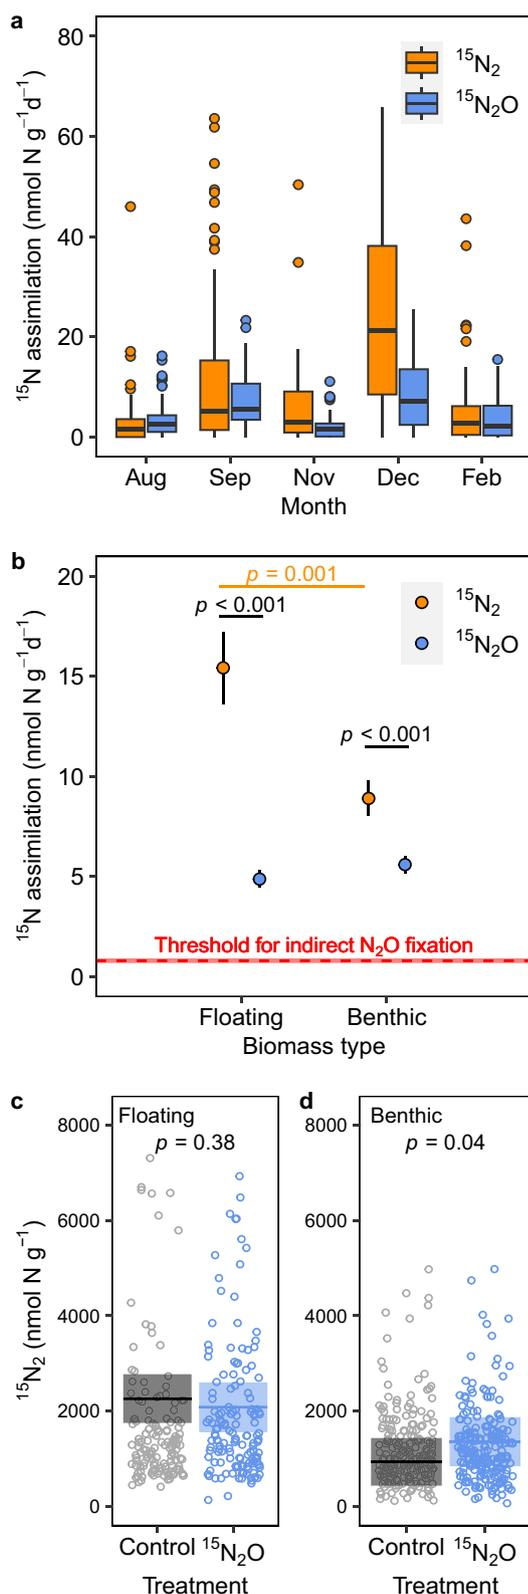 a
80
60
40
20
0
¹⁵N assimilation (nmol N g⁻¹d⁻¹)
¹⁵N₂
¹⁵N₂O
Aug Sep Nov Dec Feb
Month
b
20
15
10
5
0
¹⁵N assimilation (nmol N g⁻¹d⁻¹)
p = 0.001
p < 0.001
¹⁵N₂
¹⁵N₂O
p < 0.001
Threshold for indirect N₂O fixation
Floating Benthic
Biomass type
c
Floating
p = 0.38
8000
6000
4000
2000
0
¹⁵N₂ (nmol N g⁻¹)
Control ¹⁵N₂O
Treatment
d
Benthic
p = 0.04
8000
6000
4000
2000
0
Control ¹⁵N₂O
Treatment